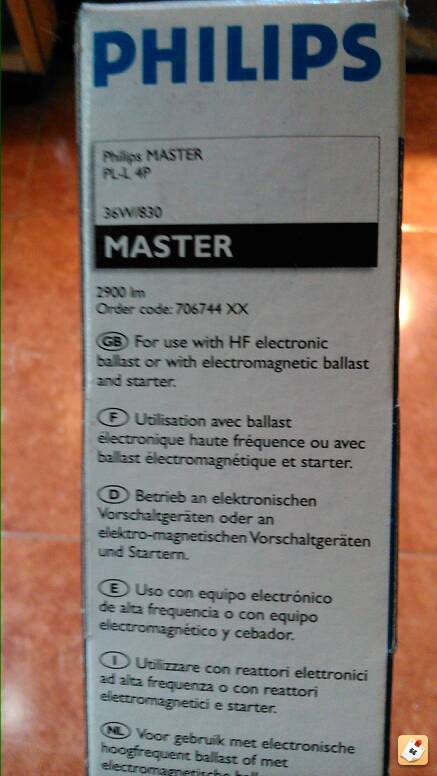 PHILIPS
Philips MASTER
PL-L 4P
36W/830
MASTER
2900 lm
Order code: 706744 XX
GB For use with HF electronic
ballast or with electromagnetic ballast
and starter.
F Utilisation avec ballast
électronique haute fréquence ou avec
ballast électromagnétique et starter.
D Betrieb an elektronischen
Vorschaltgeräten oder an
elektro-magnetischen Vorschaltgeräten
und Startern.
E Uso con equipo electrónico
de alta frequencia o con equipo
electromagnético y cebador.
I Utilizzare con reattori elettronici
ad alta frequenza o con reattori
elettromagnetici e starter.
NL Voor gebruik met electronische
hoogfrequent ballast of met